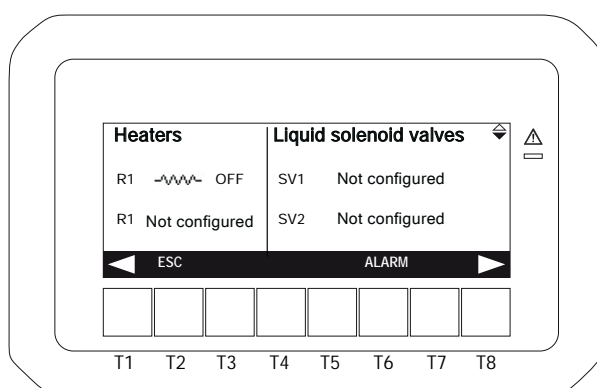 Heaters Liquid solenoid valves
R1 OFF SV1 Not configured
R1 Not configured SV2 Not configured
ESC ALARM
T1 T2 T3 T4 T5 T6 T7 T8